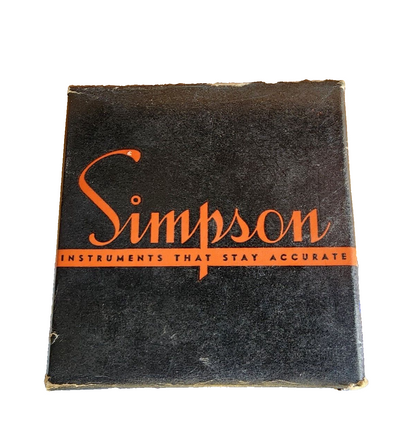 Simpson
INSTRUMENTS THAT STAY ACCURATE